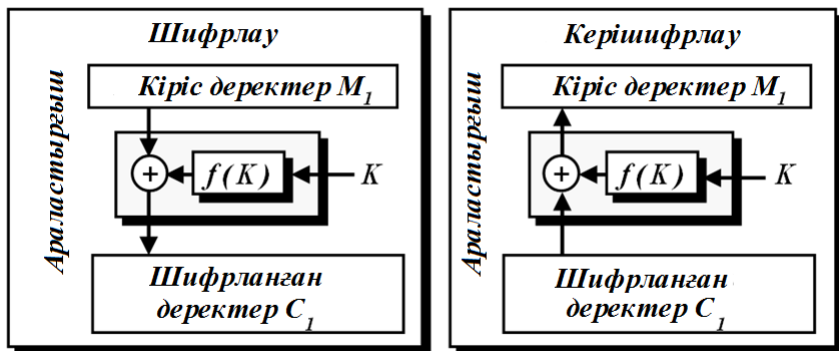 Шифрлау
Араластырғыш
Кіріс деректер M₁
+
f(K)
K
Шифрланған
деректер C₁
Керішифрлау
Араластырғыш
Кіріс деректер M₁
+
f(K)
K
Шифрланған
деректер C₁